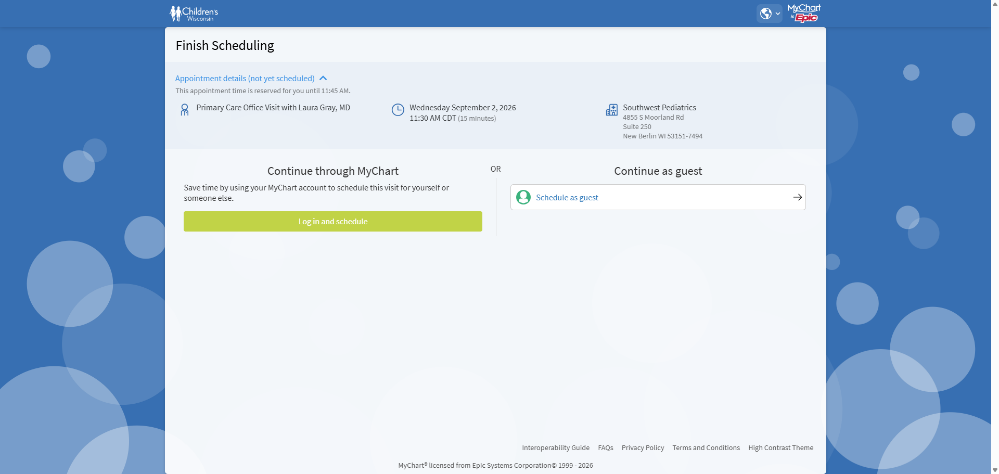 Children's
Wisconsin
MyChart
by Epic
Finish Scheduling
Appointment details (not yet scheduled)
This appointment time is reserved for you until 11:45 AM.
Primary Care Office Visit with Laura Gray, MD
Wednesday September 2, 2026
11:30 AM CDT (15 minutes)
Southwest Pediatrics
4855 S Moorland Rd
Suite 250
New Berlin WI 53151-7494
Continue through MyChart
Save time by using your MyChart account to schedule this visit for yourself or
someone else.
Log in and schedule
OR
Continue as guest
Schedule as guest
Interoperability Guide FAQs Privacy Policy Terms and Conditions High Contrast Theme
MyChart® licensed from Epic Systems Corporation© 1999 - 2026